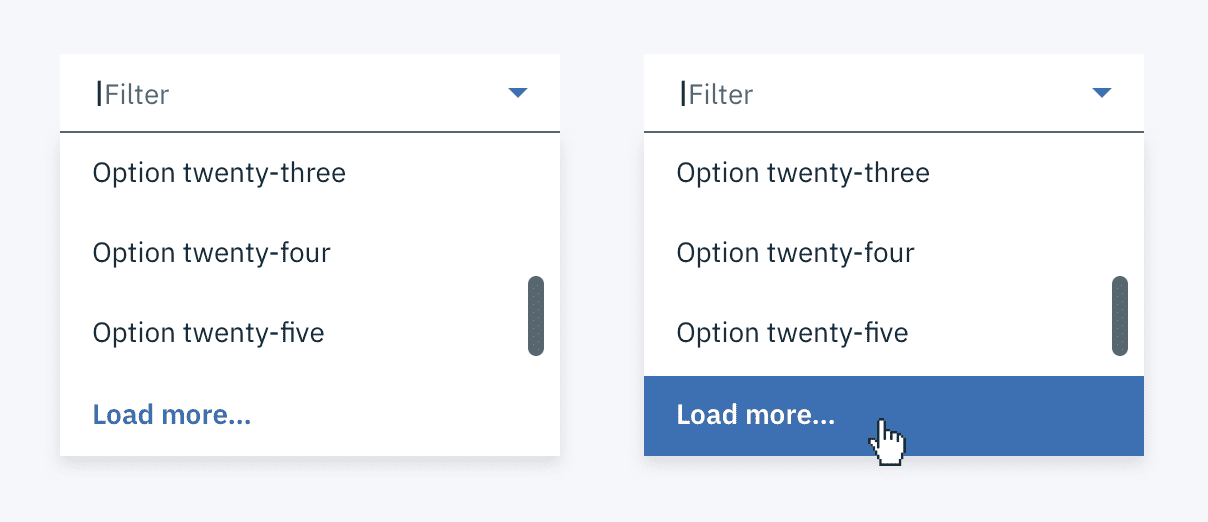 Filter
Option twenty-three
Option twenty-four
Option twenty-five
Load more...
Filter
Option twenty-three
Option twenty-four
Option twenty-five
Load more...